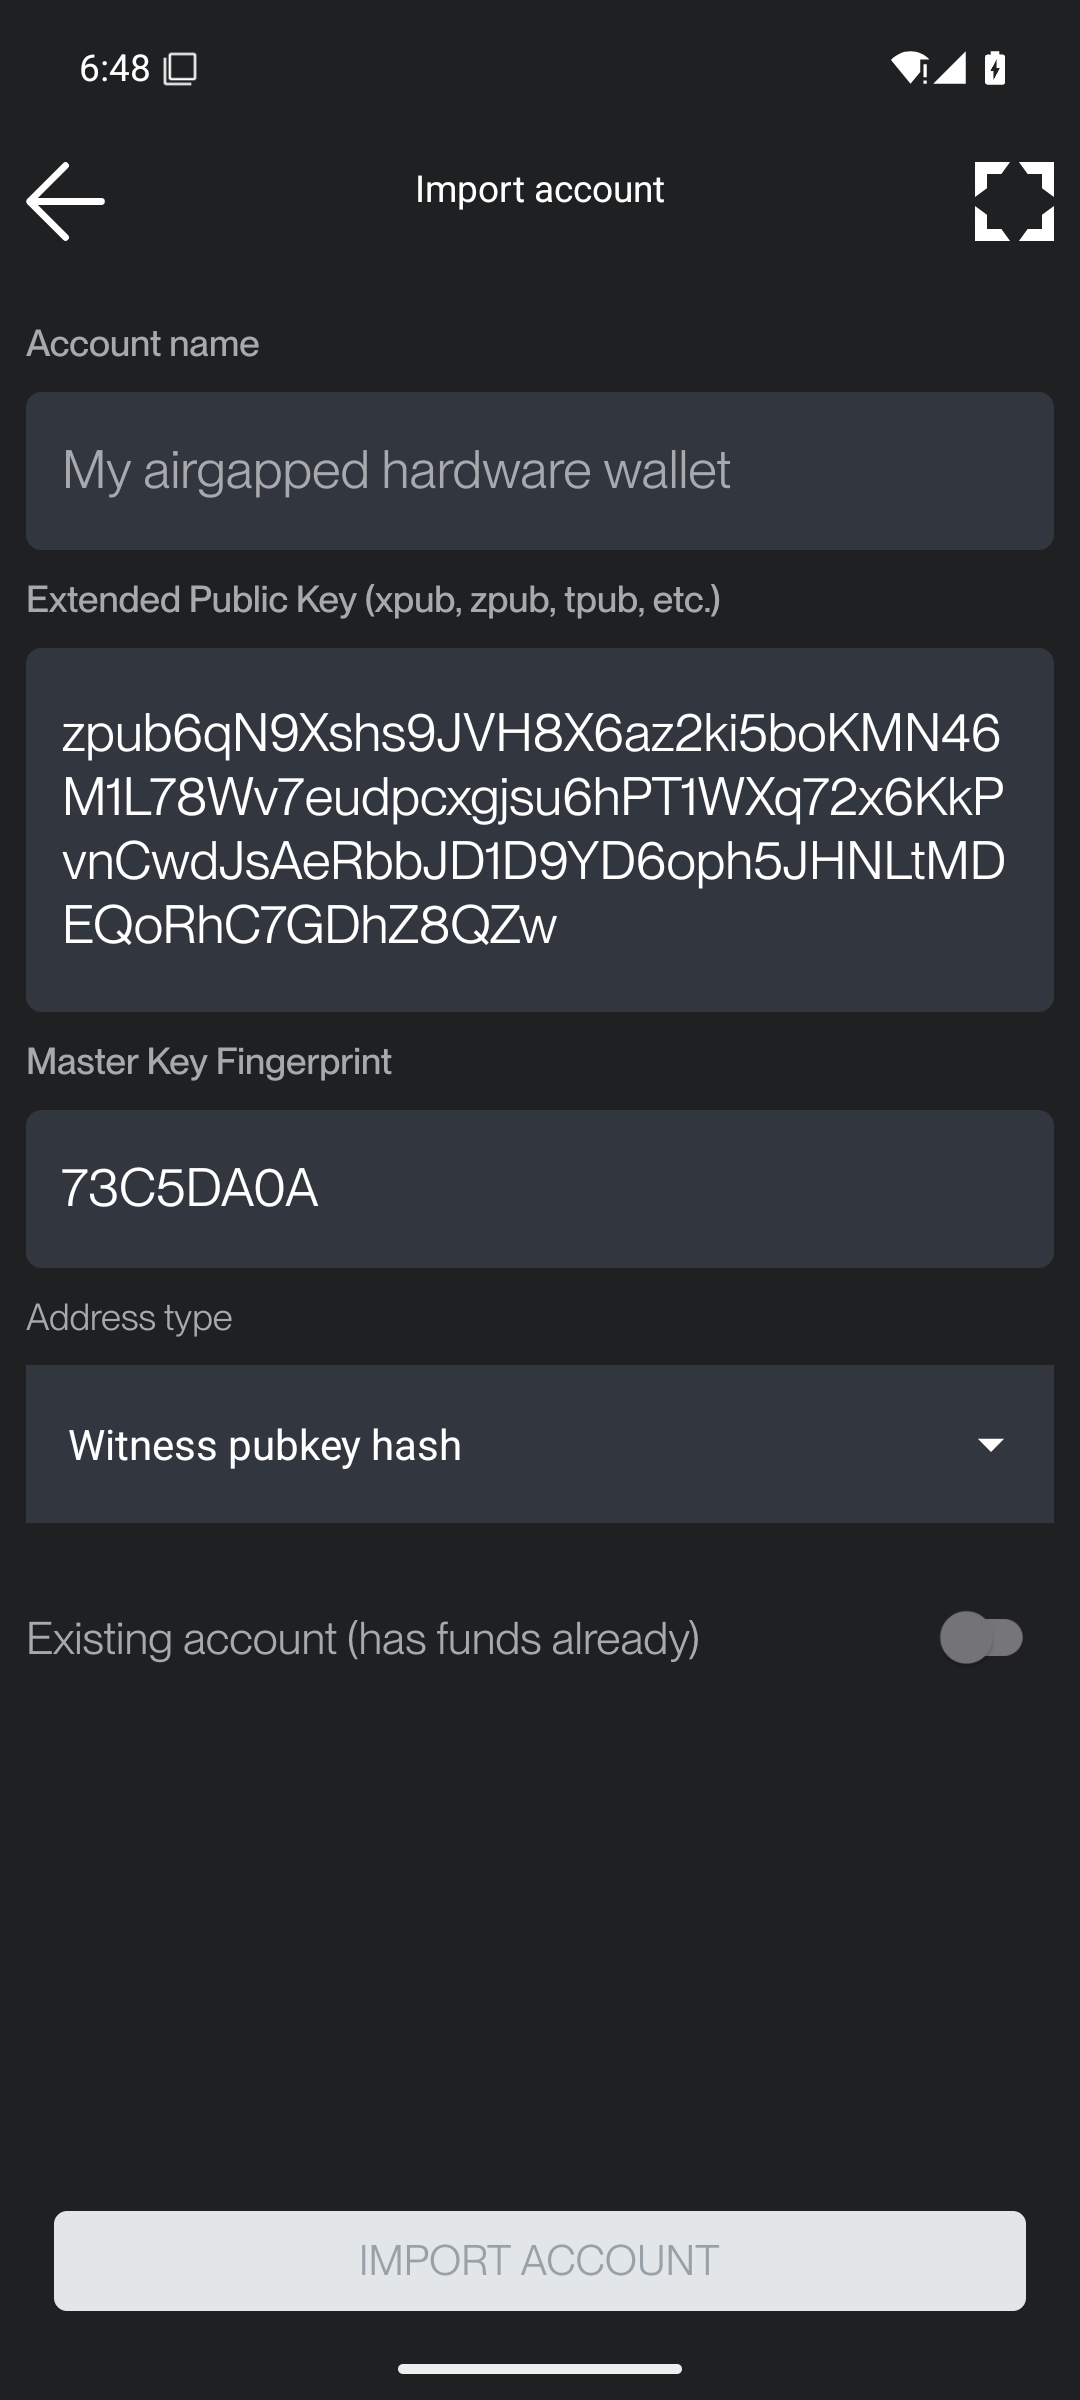 6:48
Import account
Account name
My airgapped hardware wallet
Extended Public Key (xpub, zpub, tpub, etc.)
zpub6qN9Xshs9JVH8X6az2ki5boKMN46
M1L78Wv7eudpcxgjsu6hPT1WXq72x6KkP
vnCwdJsAeRbbJD1D9YD6oph5JHNLtMD
EQoRhC7GDhZ8QZw
Master Key Fingerprint
73C5DA0A
Address type
Witness pubkey hash
Existing account (has funds already)
IMPORT ACCOUNT